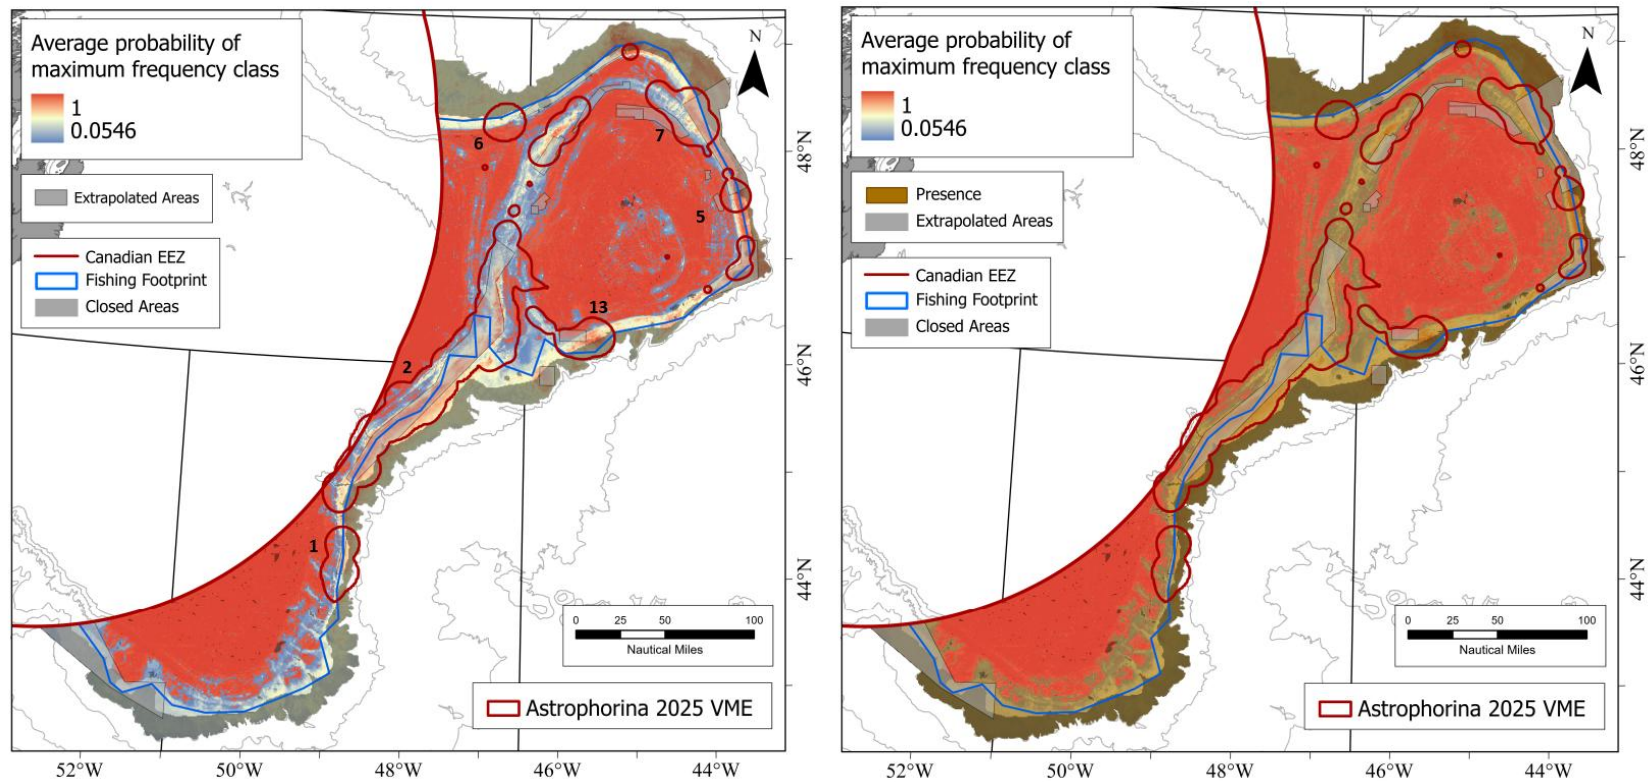 Average probability of
maximum frequency class
1
0.0546
Extrapolated Areas
Canadian EEZ
Fishing Footprint
Closed Areas
N
6
7
5
13
2
1
48°N
46°N
44°N
0 25 50 100
Nautical Miles
Astrophorina 2025 VME
52°W 50°W 48°W 46°W 44°W
Average probability of
maximum frequency class
1
0.0546
Presence
Extrapolated Areas
Canadian EEZ
Fishing Footprint
Closed Areas
N
48°N
46°N
44°N
0 25 50 100
Nautical Miles
Astrophorina 2025 VME
52°W 50°W 48°W 46°W 44°W